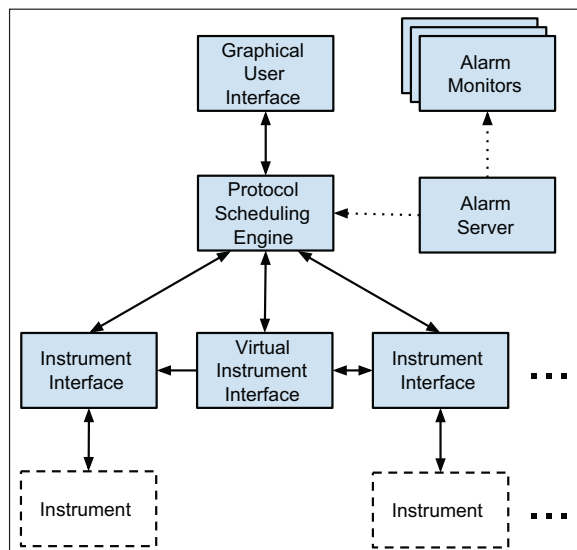 Graphical
User
Interface
Alarm
Monitors
Protocol
Scheduling
Engine
Alarm
Server
Instrument
Interface
Virtual
Instrument
Interface
Instrument
Interface
Instrument
Instrument